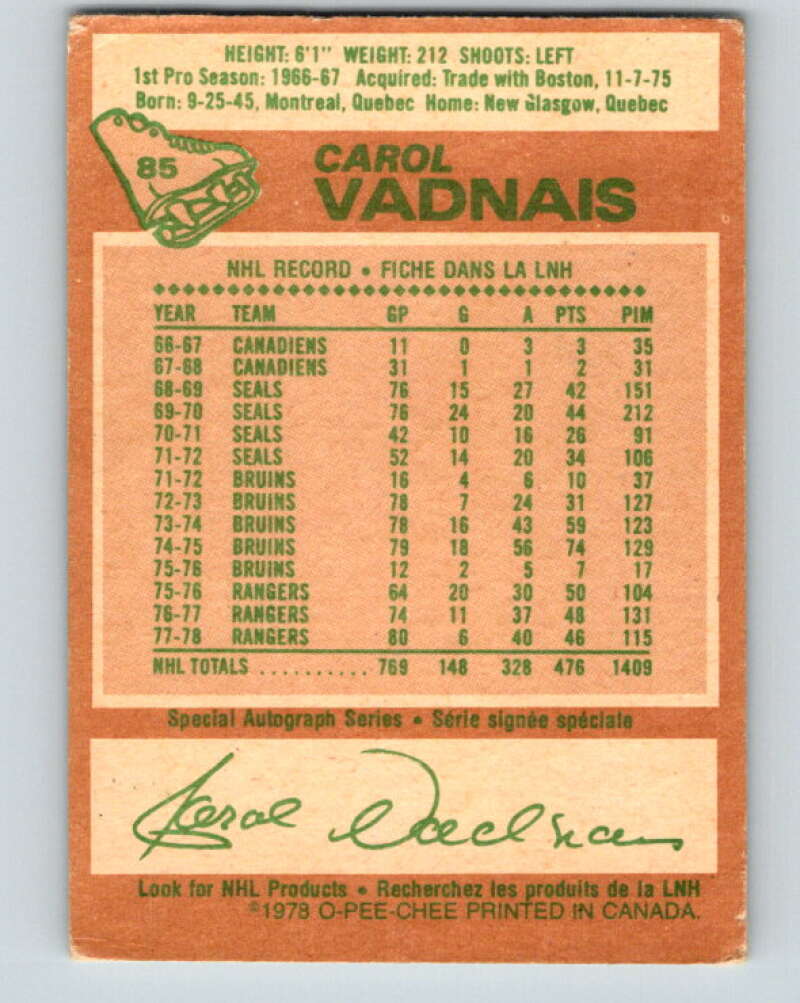 HEIGHT: 6'1" WEIGHT: 212 SHOOTS: LEFT
1st Pro Season: 1966-67 Acquired: Trade with Boston, 11-7-75
Born: 9-25-45, Montreal, Quebec Home: New Glasgow, Quebec
85
CAROL
VADNAIS
NHL RECORD • FICHE DANS LA LNH
YEAR TEAM GP G A PTS PIM
66-67 CANADIENS 11 0 3 3 35
67-68 CANADIENS 31 1 1 2 31
68-69 SEALS 76 15 27 42 151
69-70 SEALS 76 24 20 44 212
70-71 SEALS 42 10 16 26 91
71-72 SEALS 52 14 20 34 106
71-72 BRUINS 16 4 6 10 37
72-73 BRUINS 78 7 24 31 127
73-74 BRUINS 78 16 43 59 123
74-75 BRUINS 79 18 56 74 129
75-76 BRUINS 12 2 5 7 17
75-76 RANGERS 64 20 30 50 104
76-77 RANGERS 74 11 37 48 131
77-78 RANGERS 80 6 40 46 115
NHL TOTALS .......... 769 148 328 476 1409
Special Autograph Series • Série signée spéciale
Carol Vadnais
Look for NHL Products • Recherchez les produits de la LNH
©1978 O-PEE-CHEE PRINTED IN CANADA.